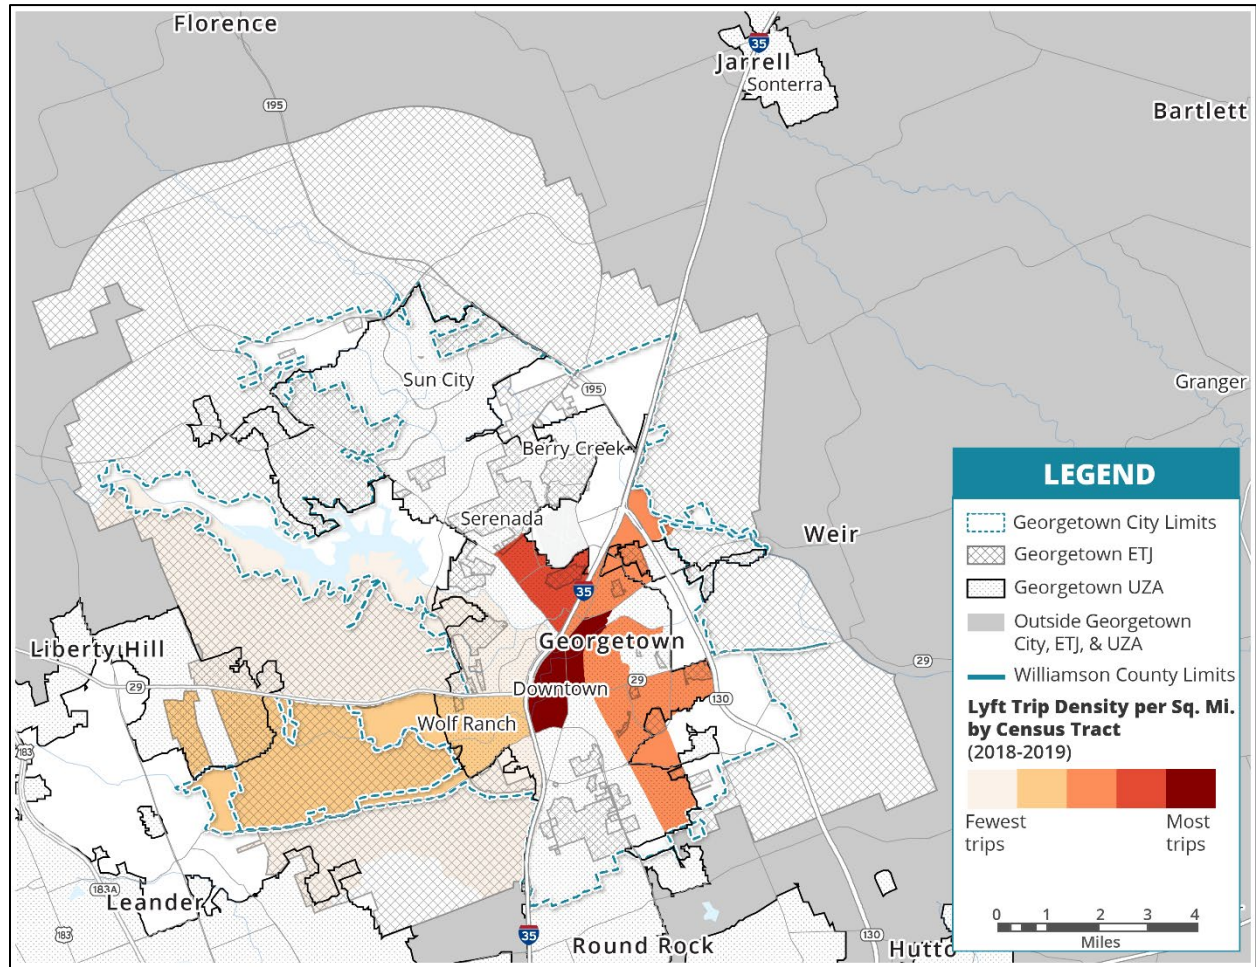 Florence
35
Jarrell
Sonterra
195
Bartlett
Sun City
195
Granger
Berry Creek
Serenada
Weir
35
Georgetown
Liberty Hill
29
29
29
Downtown
130
Wolf Ranch
183
183A
Leander
183
35
Round Rock
130
Hutto
LEGEND
Georgetown City Limits
Georgetown ETJ
Georgetown UZA
Outside Georgetown
City, ETJ, & UZA
Williamson County Limits
Lyft Trip Density per Sq. Mi.
by Census Tract
(2018-2019)
Fewest
trips
Most
trips
0 1 2 3 4
Miles